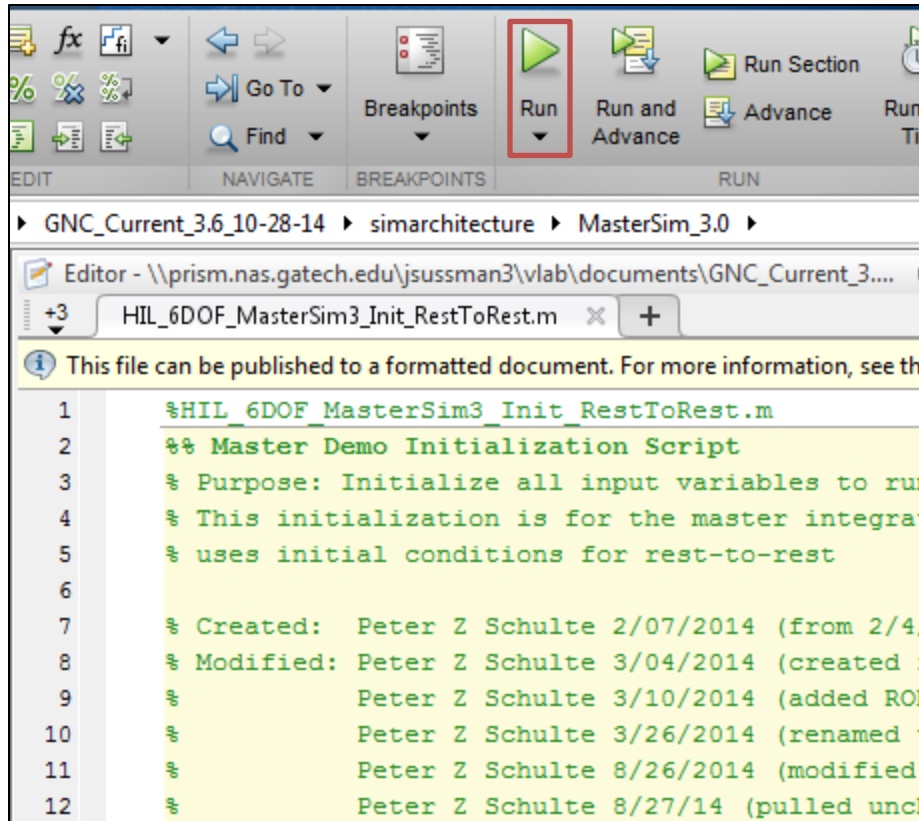 fx fi
Go To
Find
Breakpoints
Run
Run and
Advance
Run Section
Advance
Run
Ti
EDIT NAVIGATE BREAKPOINTS RUN
GNC_Current_3.6_10-28-14 simarchitecture MasterSim_3.0
Editor - \\prism.nas.gatech.edu\jsussman3\vlab\documents\GNC_Current_3....
+3 HIL_6DOF_MasterSim3_Init_RestToRest.m
This file can be published to a formatted document. For more information, see th
1 %HIL_6DOF_MasterSim3_Init_RestToRest.m
2 %% Master Demo Initialization Script
3 % Purpose: Initialize all input variables to ru
4 % This initialization is for the master integra
5 % uses initial conditions for rest-to-rest
6
7 % Created: Peter Z Schulte 2/07/2014 (from 2/4
8 % Modified: Peter Z Schulte 3/04/2014 (created
9 % Peter Z Schulte 3/10/2014 (added RO
10 % Peter Z Schulte 3/26/2014 (renamed
11 % Peter Z Schulte 8/26/2014 (modified
12 % Peter Z Schulte 8/27/14 (pulled unc